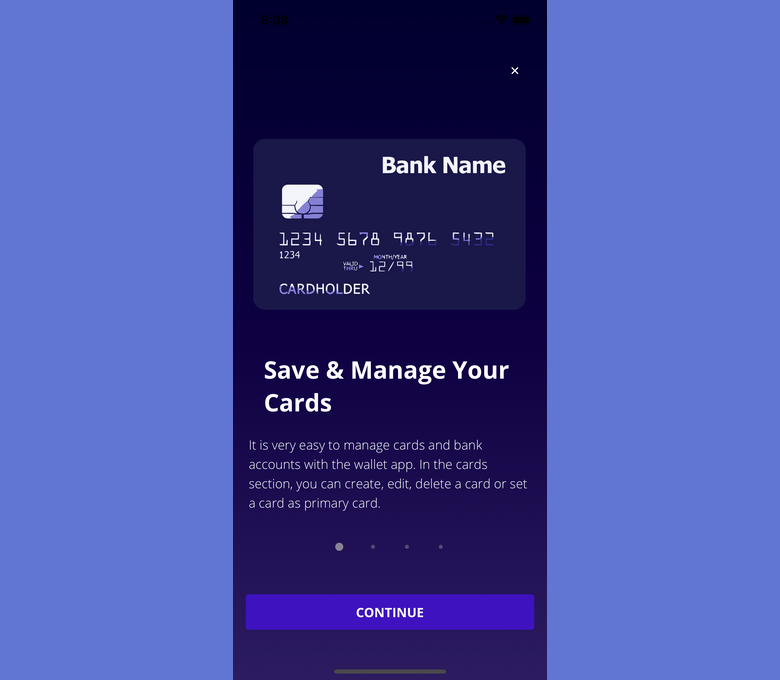 8:08
Bank Name
1234 5678 9876 5432
1234
MONTH/YEAR
VALID THRU 12/99
CARDHOLDER
Save & Manage Your
Cards
It is very easy to manage cards and bank
accounts with the wallet app. In the cards
section, you can create, edit, delete a card or set
a card as primary card.
CONTINUE